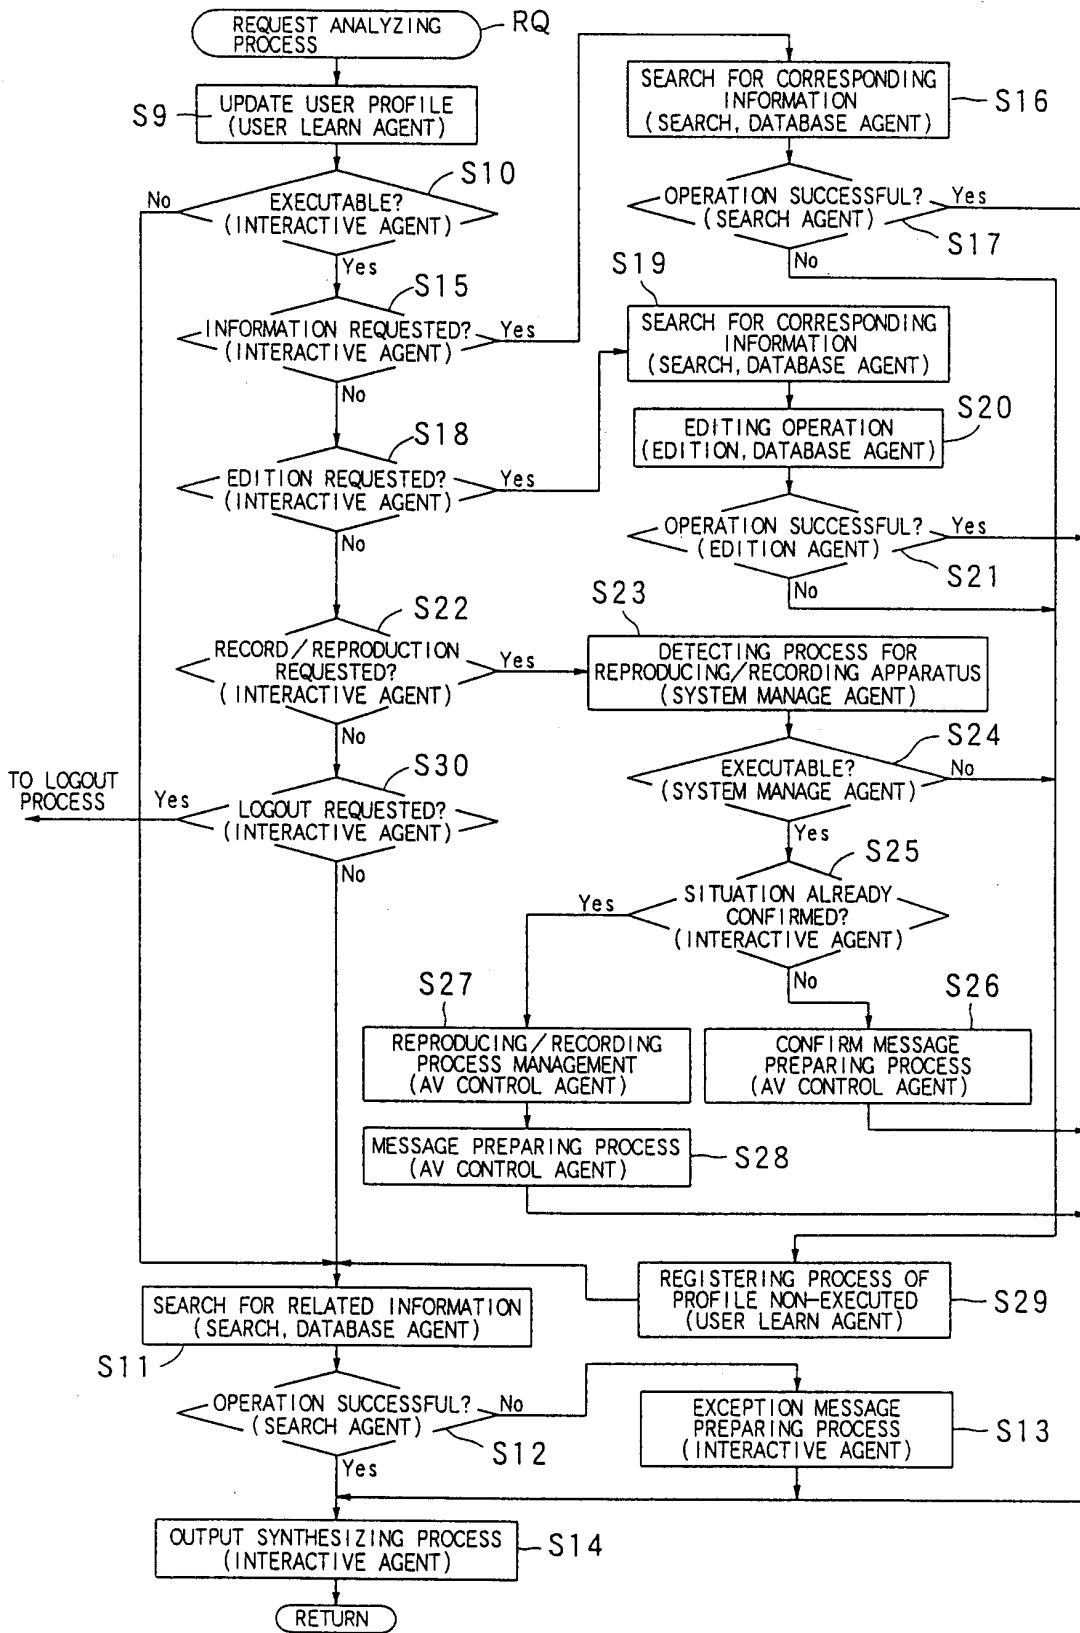 REQUEST ANALYZING
PROCESS
RQ
S9
UPDATE USER PROFILE
(USER LEARN AGENT)
S10
No
EXECUTABLE?
(INTERACTIVE AGENT)
Yes
S15
INFORMATION REQUESTED?
(INTERACTIVE AGENT)
Yes
No
S18
EDITION REQUESTED?
(INTERACTIVE AGENT)
Yes
No
S22
RECORD/REPRODUCTION
REQUESTED?
(INTERACTIVE AGENT)
Yes
No
S30
TO LOGOUT
PROCESS
Yes
LOGOUT REQUESTED?
(INTERACTIVE AGENT)
No
SEARCH FOR CORRESPONDING
INFORMATION
(SEARCH, DATABASE AGENT)
S16
OPERATION SUCCESSFUL?
(SEARCH AGENT)
Yes
S17
No
S19
SEARCH FOR CORRESPONDING
INFORMATION
(SEARCH, DATABASE AGENT)
S20
EDITING OPERATION
(EDITION, DATABASE AGENT)
OPERATION SUCCESSFUL?
(EDITION AGENT)
Yes
S21
No
S23
DETECTING PROCESS FOR
REPRODUCING/RECORDING APPARATUS
(SYSTEM MANAGE AGENT)
S24
EXECUTABLE?
(SYSTEM MANAGE AGENT)
No
Yes
S25
SITUATION ALREADY
CONFIRMED?
(INTERACTIVE AGENT)
Yes
No
S27
REPRODUCING/RECORDING
PROCESS MANAGEMENT
(AV CONTROL AGENT)
S26
CONFIRM MESSAGE
PREPARING PROCESS
(AV CONTROL AGENT)
MESSAGE PREPARING PROCESS
(AV CONTROL AGENT)
S28
REGISTERING PROCESS OF
PROFILE NON-EXECUTED
(USER LEARN AGENT)
S29
SEARCH FOR RELATED INFORMATION
(SEARCH, DATABASE AGENT)
S11
OPERATION SUCCESSFUL?
(SEARCH AGENT)
No
S12
Yes
EXCEPTION MESSAGE
PREPARING PROCESS
(INTERACTIVE AGENT)
S13
OUTPUT SYNTHESIZING PROCESS
(INTERACTIVE AGENT)
S14
RETURN